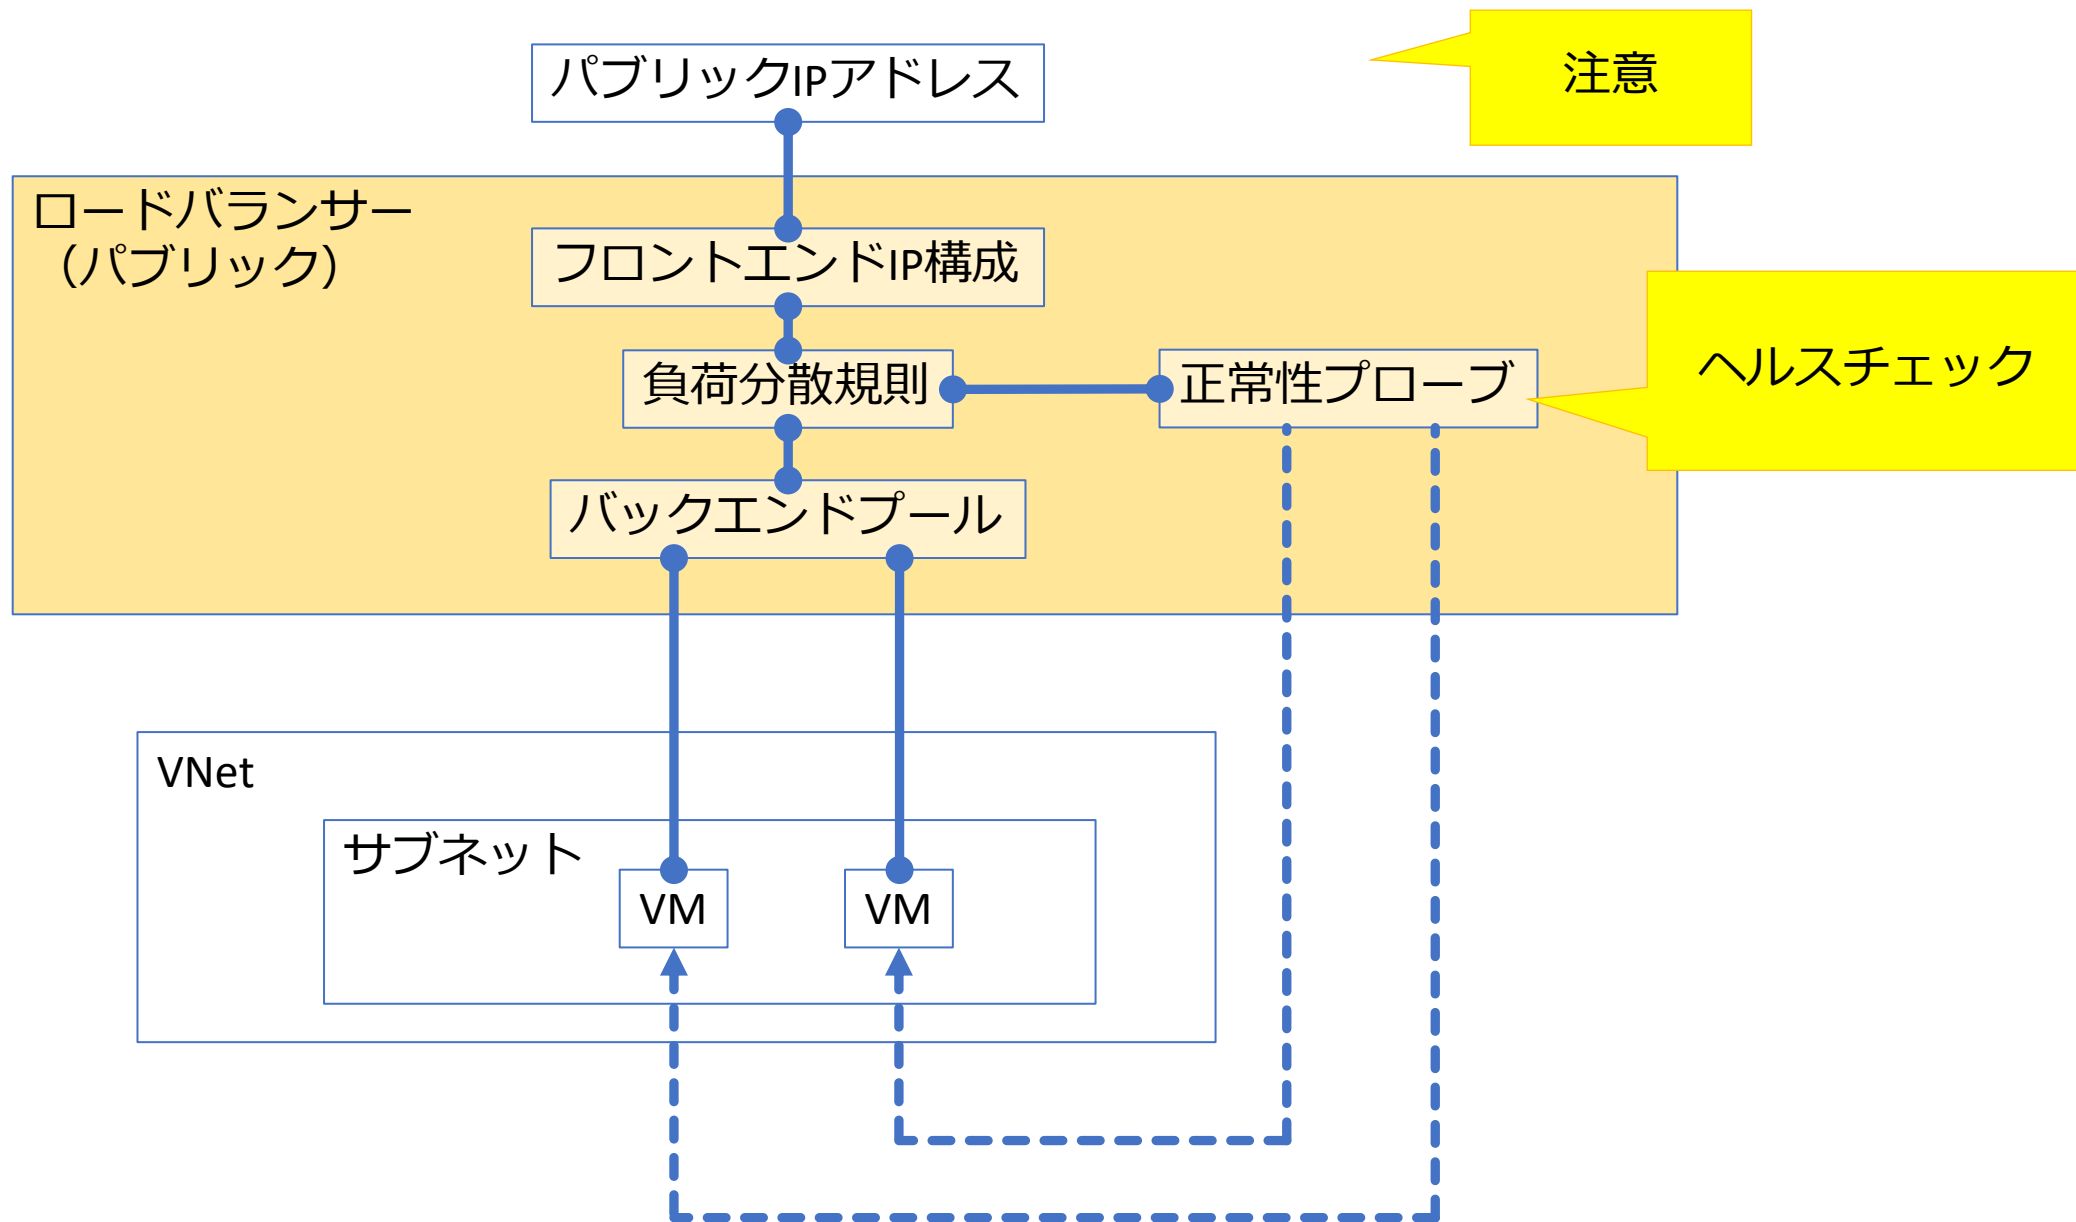 パブリックIPアドレス
注意
ロードバランサー
（パブリック）
フロントエンドIP構成
負荷分散規則
正常性プローブ
ヘルスチェック
バックエンドプール
VNet
サブネット
VM
VM